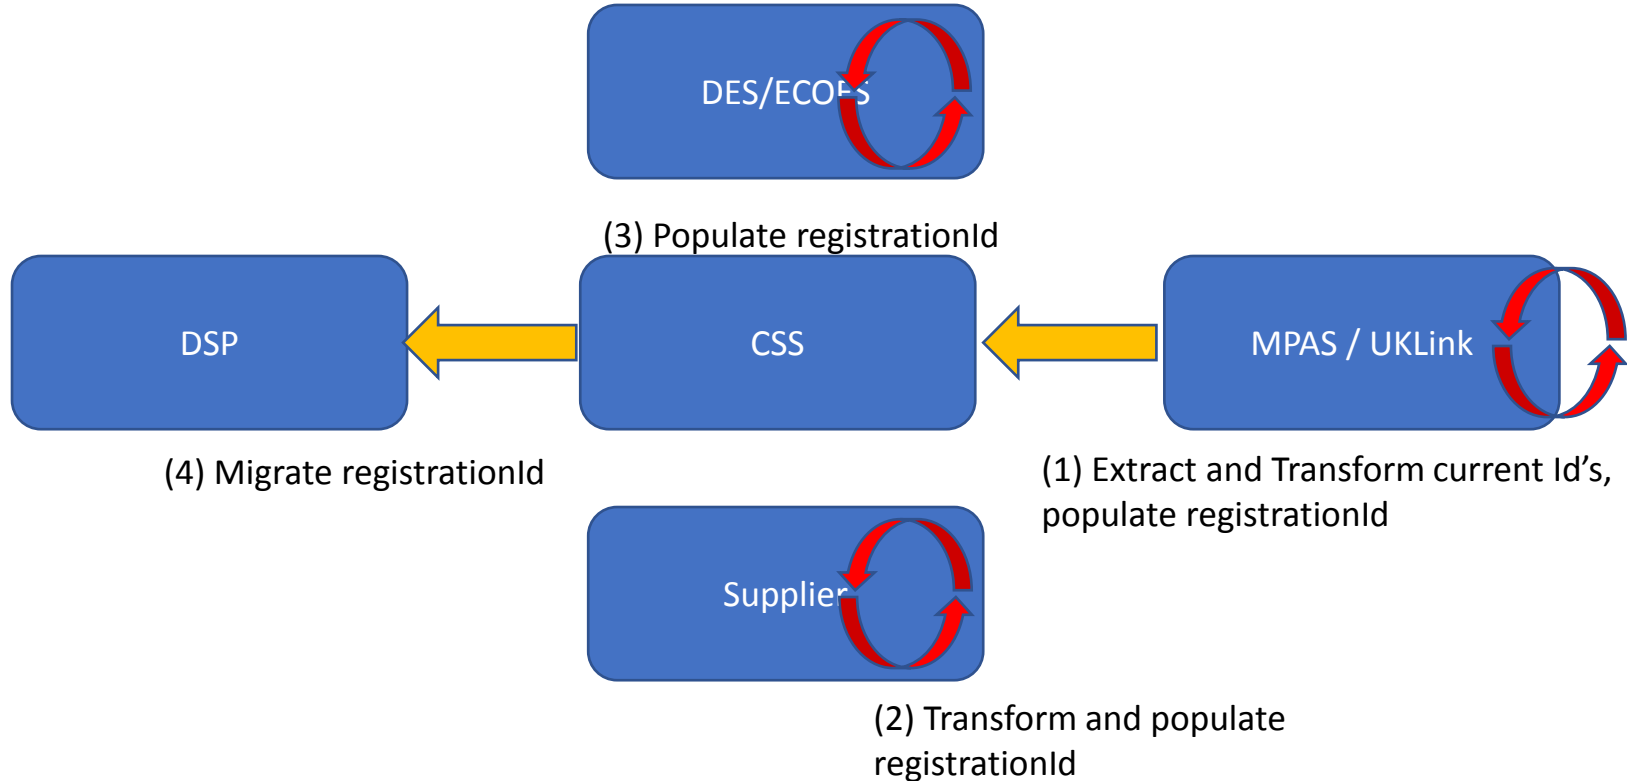 DES/ECOES
(3) Populate registrationId
DSP
CSS
MPAS / UKLink
(4) Migrate registrationId
(1) Extract and Transform current Id's,
populate registrationId
Supplier
(2) Transform and populate
registrationId